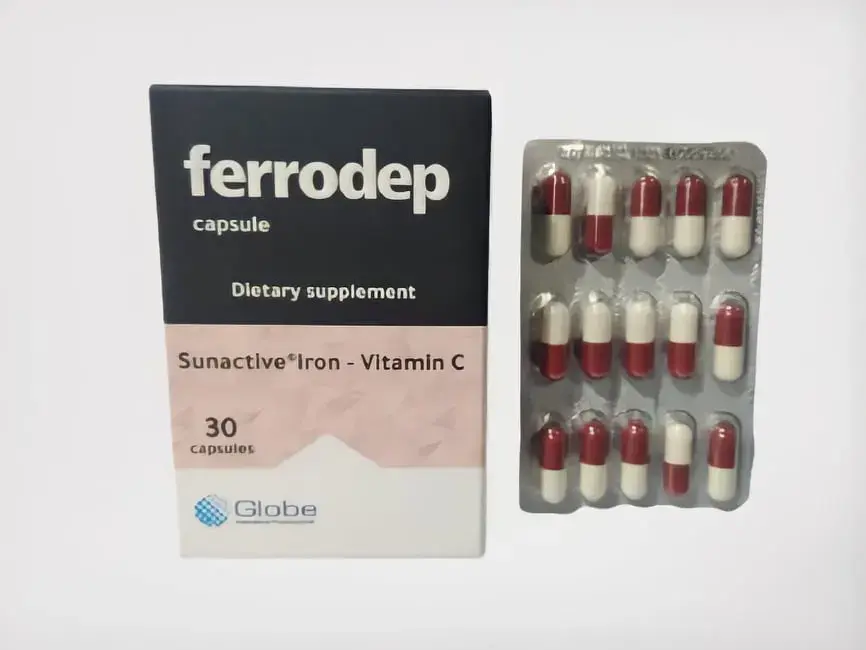 ferrodep
capsule
Dietary supplement
Sunactive®Iron - Vitamin C
30
capsules
Globe